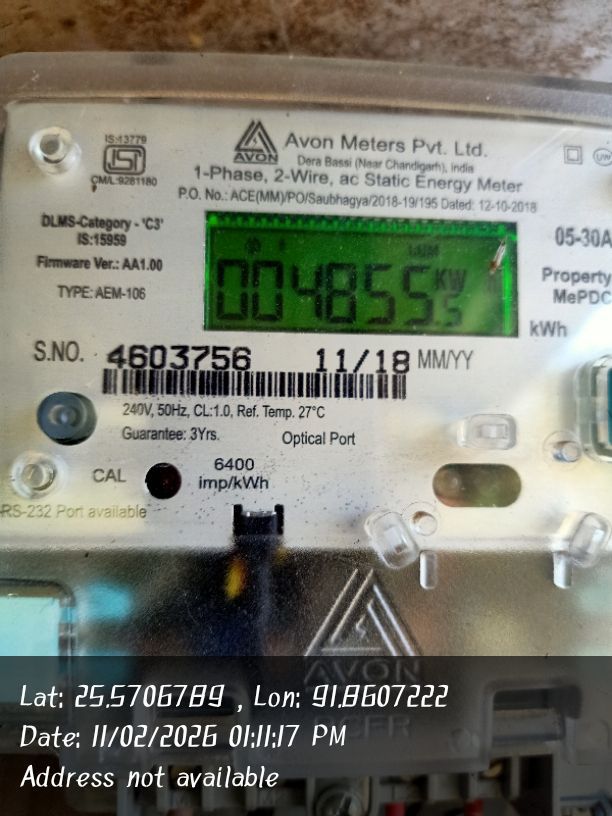 IS:13779
ISI
CM/L:9281180
AVON
Avon Meters Pvt. Ltd.
Dera Bassi (Near Chandigarh), India
1-Phase, 2-Wire, ac Static Energy Meter
P.O. No.: ACE(MM)/PO/Saubhagya/2018-19/195 Dated: 12-10-2018
DLMS-Category - 'C3'
IS:15959
Firmware Ver.: AA1.00
TYPE: AEM-106
CUM
004855.5 KW
05-30A
Property
MePDC
kWh
S.NO. 4603756 11/18 MM/YY
240V, 50Hz, CL:1.0, Ref. Temp. 27°C
Guarantee: 3Yrs. Optical Port
CAL
6400
imp/kWh
RS-232 Port available
AVON
Lat: 25.5706789 , Lon: 91.8607222
Date: 11/02/2026 01:11:17 PM
Address not available